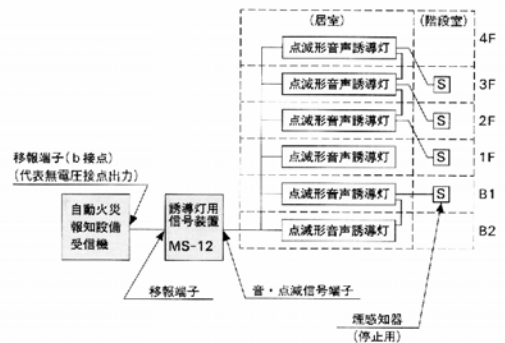 (居室)
(階段室)
点滅形音声誘導灯
4F
点滅形音声誘導灯
S
3F
点滅形音声誘導灯
S
2F
点滅形音声誘導灯
S
1F
点滅形音声誘導灯
S
B1
点滅形音声誘導灯
B2
移報端子(b接点)
(代表無電圧接点出力)
自動火災
報知設備
受信機
誘導灯用
信号装置
MS-12
移報端子
音・点滅信号端子
煙感知器
(停止用)